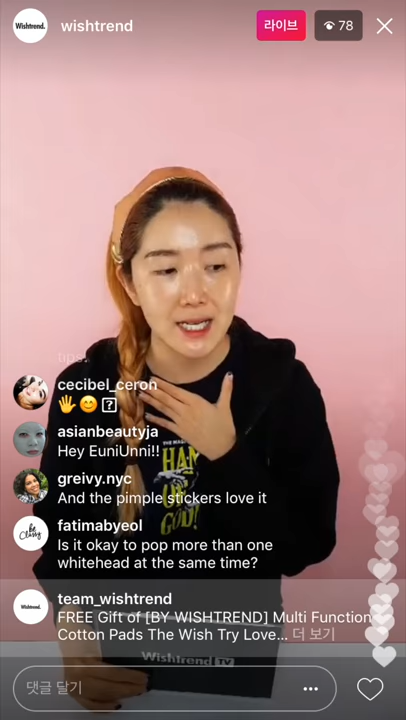 Wishtrend.
wishtrend
라이브
78
tips.
cecibel_ceron
🖐😊?
asianbeautyja
Hey EuniUnni!!
greivy.nyc
And the pimple stickers love it
fatimabyeol
Is it okay to pop more than one
whitehead at the same time?
team_wishtrend
FREE Gift of [BY WISHTREND] Multi Function
Cotton Pads The Wish Try Love... 더 보기
Wishtrend TV
댓글 달기